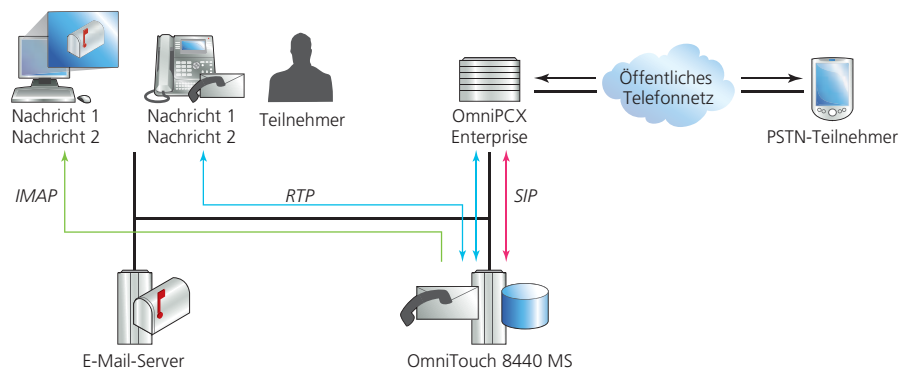 Nachricht 1
Nachricht 2
Nachricht 1
Nachricht 2
Teilnehmer
OmniPCX
Enterprise
Öffentliches
Telefonnetz
PSTN-Teilnehmer
IMAP
RTP
SIP
E-Mail-Server
OmniTouch 8440 MS